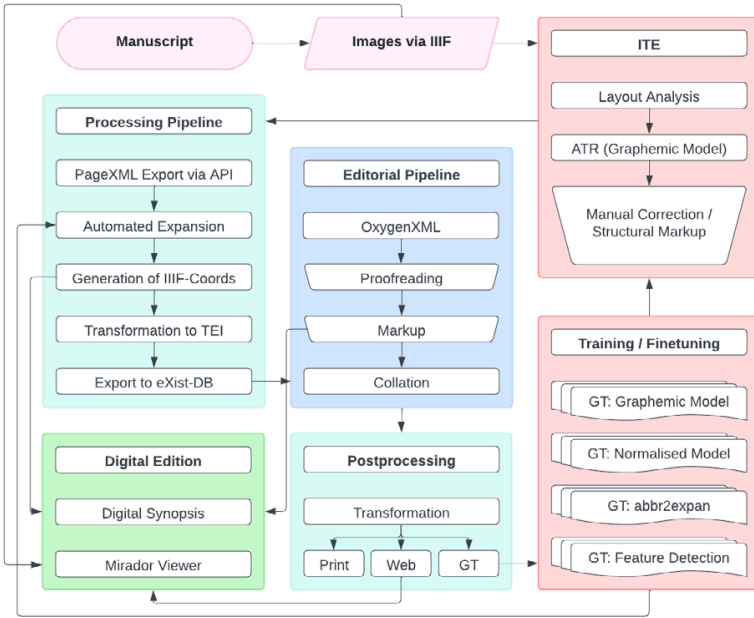 Manuscript
Images via IIIF
ITE
Layout Analysis
ATR (Graphemic Model)
Manual Correction /
Structural Markup
Processing Pipeline
PageXML Export via API
Automated Expansion
Generation of IIIF-Coords
Transformation to TEI
Export to eXist-DB
Editorial Pipeline
OxygenXML
Proofreading
Markup
Collation
Training / Finetuning
GT: Graphemic Model
GT: Normalised Model
GT: abbr2expan
GT: Feature Detection
Digital Edition
Digital Synopsis
Mirador Viewer
Postprocessing
Transformation
Print
Web
GT